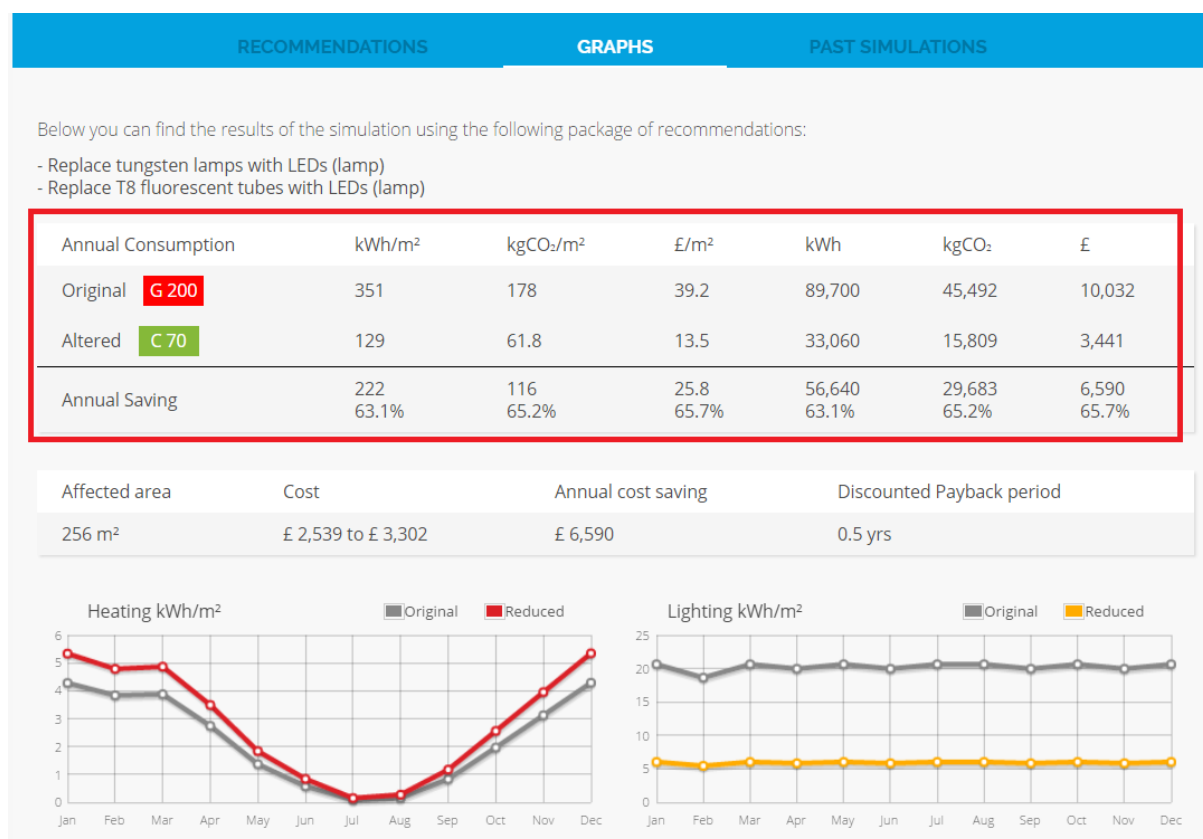 RECOMMENDATIONS GRAPHS PAST SIMULATIONS
Below you can find the results of the simulation using the following package of recommendations:
- Replace tungsten lamps with LEDs (lamp)
- Replace T8 fluorescent tubes with LEDs (lamp)
Annual Consumption kWh/m² kgCO₂/m² £/m² kWh kgCO₂ £
Original G 200 351 178 39.2 89,700 45,492 10,032
Altered C 70 129 61.8 13.5 33,060 15,809 3,441
Annual Saving 222 116 25.8 56,640 29,683 6,590
63.1% 65.2% 65.7% 63.1% 65.2% 65.7%
Affected area Cost Annual cost saving Discounted Payback period
256 m² £ 2,539 to £ 3,302 £ 6,590 0.5 yrs
Heating kWh/m² Original Reduced
6
5
4
3
2
1
0
Jan Feb Mar Apr May Jun Jul Aug Sep Oct Nov Dec
Lighting kWh/m² Original Reduced
25
20
15
10
5
0
Jan Feb Mar Apr May Jun Jul Aug Sep Oct Nov Dec